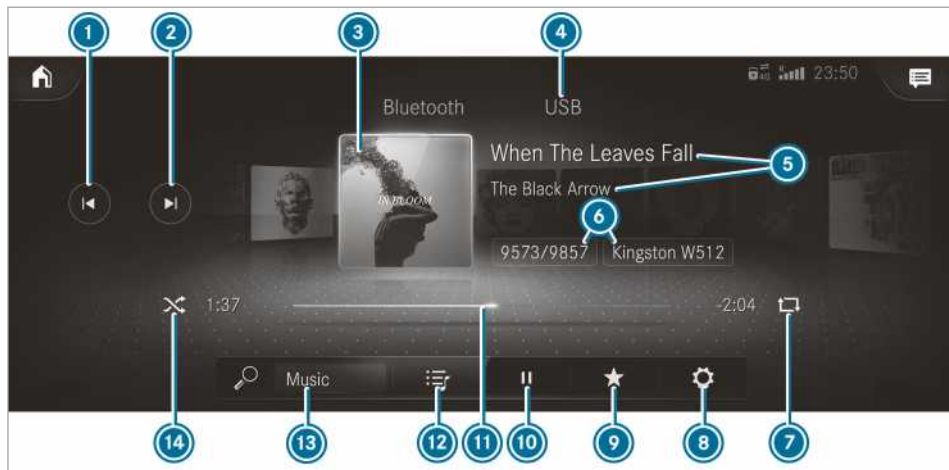 1 2 3 4
4G 23:50
Bluetooth USB
When The Leaves Fall
5
The Black Arrow
IN BLOOM
6
9573/9857 Kingston W512
1:37 -2:04
Music
14 13 12 11 10 9 8 7